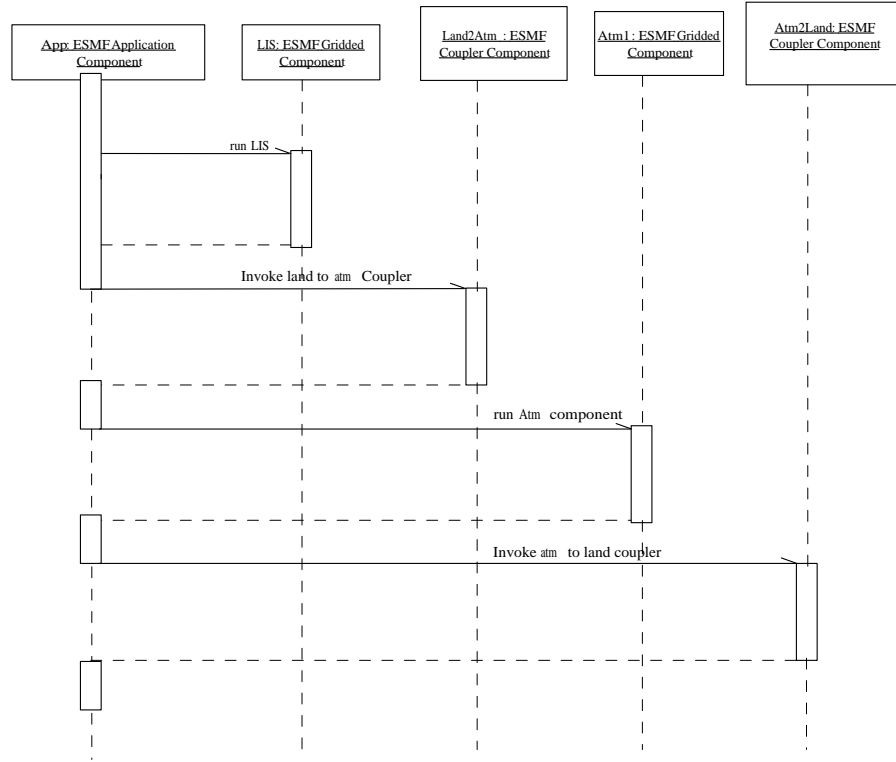 App: ESMF Application
Component
LIS: ESMF Gridded
Component
Land2Atm : ESMF
Coupler Component
Atm1: ESMF Gridded
Component
Atm2Land: ESMF
Coupler Component
run LIS
Invoke land to atm Coupler
run Atm component
Invoke atm to land coupler